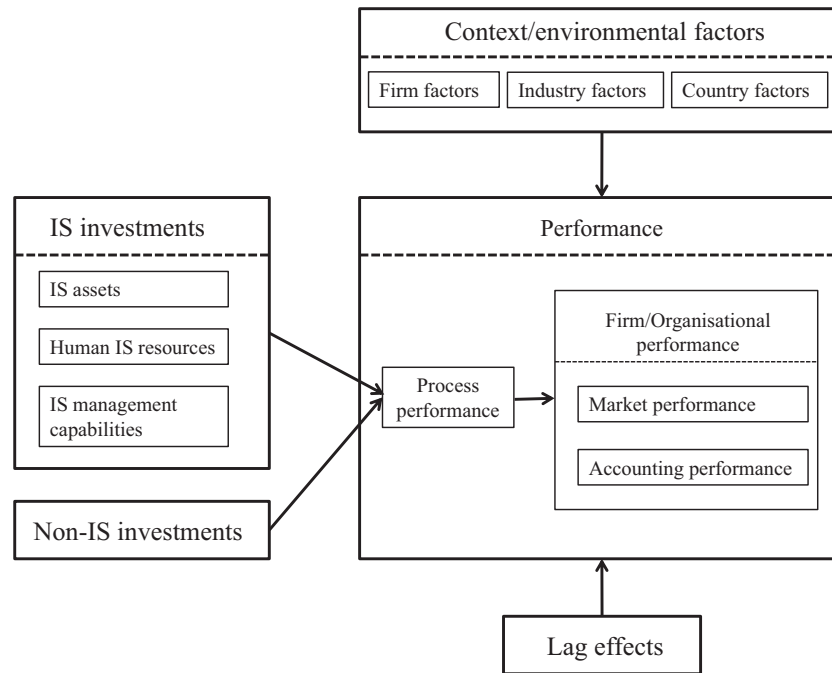 Context/environmental factors
Firm factors
Industry factors
Country factors
IS investments
IS assets
Human IS resources
IS management
capabilities
Non-IS investments
Performance
Process
performance
Firm/Organisational
performance
Market performance
Accounting performance
Lag effects